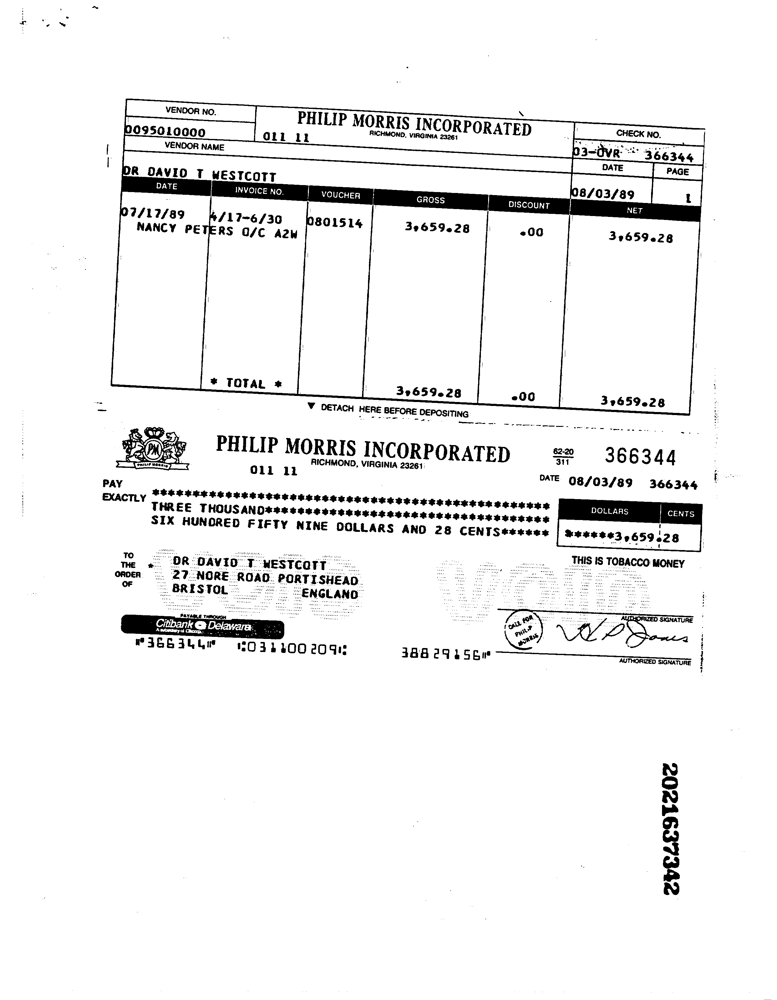 VENDOR NO. PHILIP MORRIS INCORPORATED CHECK NO.
0095010000 011 11 RICHMOND, VIRGINIA 23261 03-OVR 366344
VENDOR NAME DATE PAGE
DR DAVID T WESTCOTT 08/03/89 1
DATE INVOICE NO. VOUCHER GROSS DISCOUNT NET
07/17/89 4/17-6/30 0801514 3,659.28 .00 3,659.28
NANCY PETERS O/C A2W
* TOTAL * 3,659.28 .00 3,659.28
▼ DETACH HERE BEFORE DEPOSITING
PM
PHILIP MORRIS
PHILIP MORRIS INCORPORATED 62-20 366344
011 11 RICHMOND, VIRGINIA 23261 311
DATE 08/03/89 366344
PAY
EXACTLY ****************************************************
THREE THOUSAND************************************
SIX HUNDRED FIFTY NINE DOLLARS AND 28 CENTS******
DOLLARS CENTS
******3,659.28
TO THE ORDER OF * DR DAVID T WESTCOTT
27 NORE ROAD PORTISHEAD
BRISTOL ENGLAND
THIS IS TOBACCO MONEY
VOID VOID
PAYABLE THROUGH
Citibank Delaware
A subsidiary of Citicorp
CALL FOR PHILIP MORRIS
AUTHORIZED SIGNATURE
AUTHORIZED SIGNATURE
⑈366344⑈ ⑆031100209⑆ 38829156⑈
2021637342